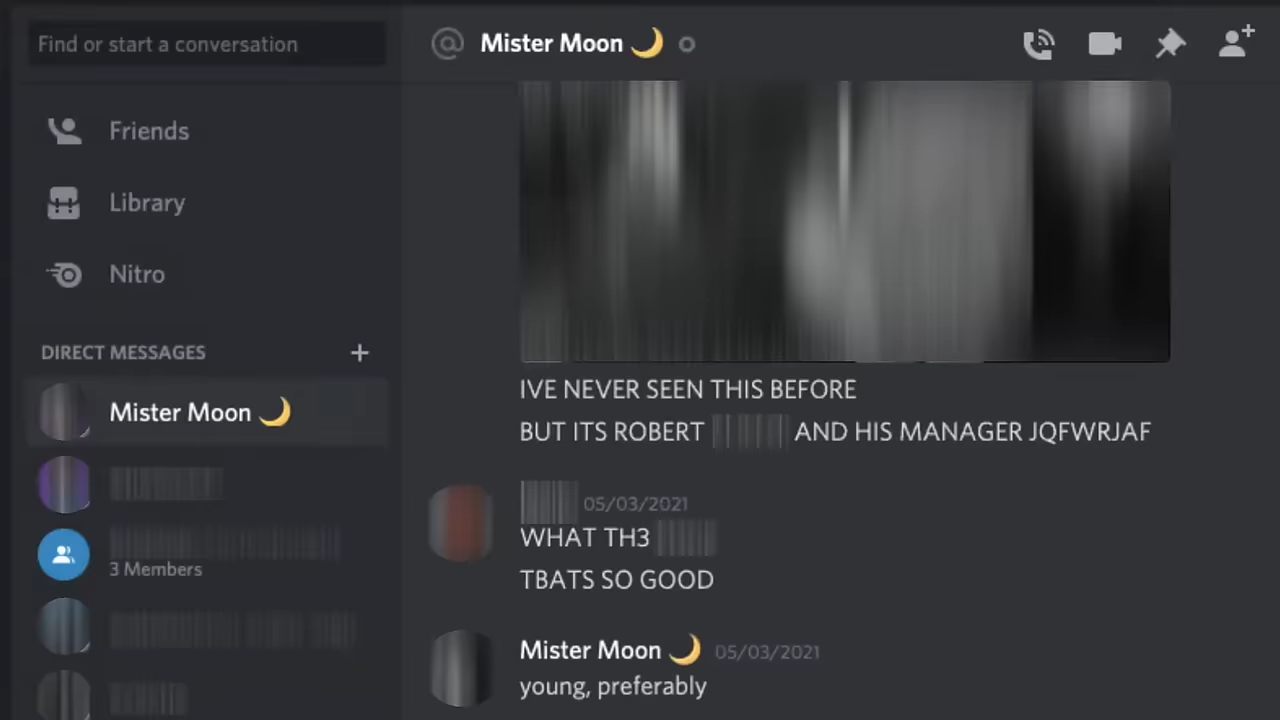 Find or start a conversation
Friends
Library
Nitro
DIRECT MESSAGES
Mister Moon 🌙
3 Members
@ Mister Moon 🌙
IVE NEVER SEEN THIS BEFORE
BUT ITS ROBERT AND HIS MANAGER JQFWRJAF
05/03/2021
WHAT TH3
TBATS SO GOOD
Mister Moon 🌙 05/03/2021
young, preferably